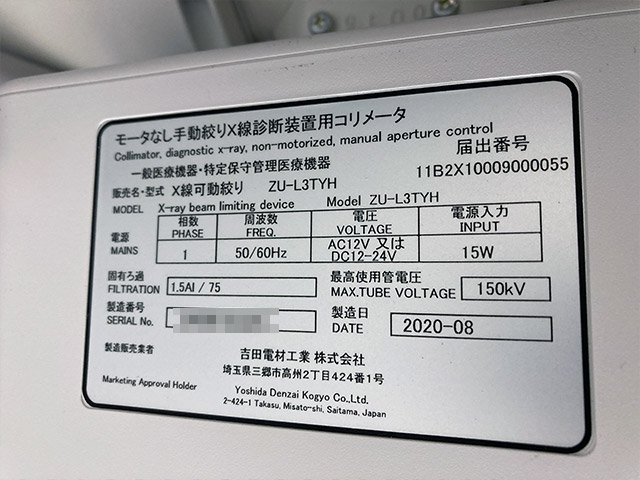 モータなし手動絞りX線診断装置用コリメータ
Collimator, diagnostic x-ray, non-motorized, manual aperture control
一般医療機器・特定保守管理医療機器 届出番号
11B2X10009000055
販売名・型式 X線可動絞り ZU-L3TYH
MODEL X-ray beam limiting device Model ZU-L3TYH
相数 周波数 電圧 電源入力
PHASE FREQ. VOLTAGE INPUT
電源 1 50/60Hz AC12V 又は 15W
MAINS DC12-24V
固有ろ過 1.5Al / 75 最高使用管電圧 150kV
FILTRATION MAX.TUBE VOLTAGE
製造番号 製造日 2020-08
SERIAL No. DATE
製造販売業者 吉田電材工業 株式会社
埼玉県三郷市高州2丁目424番1号
Marketing Approval Holder Yoshida Denzai Kogyo Co.,Ltd.
2-424-1 Takasu, Misato-shi, Saitama, Japan